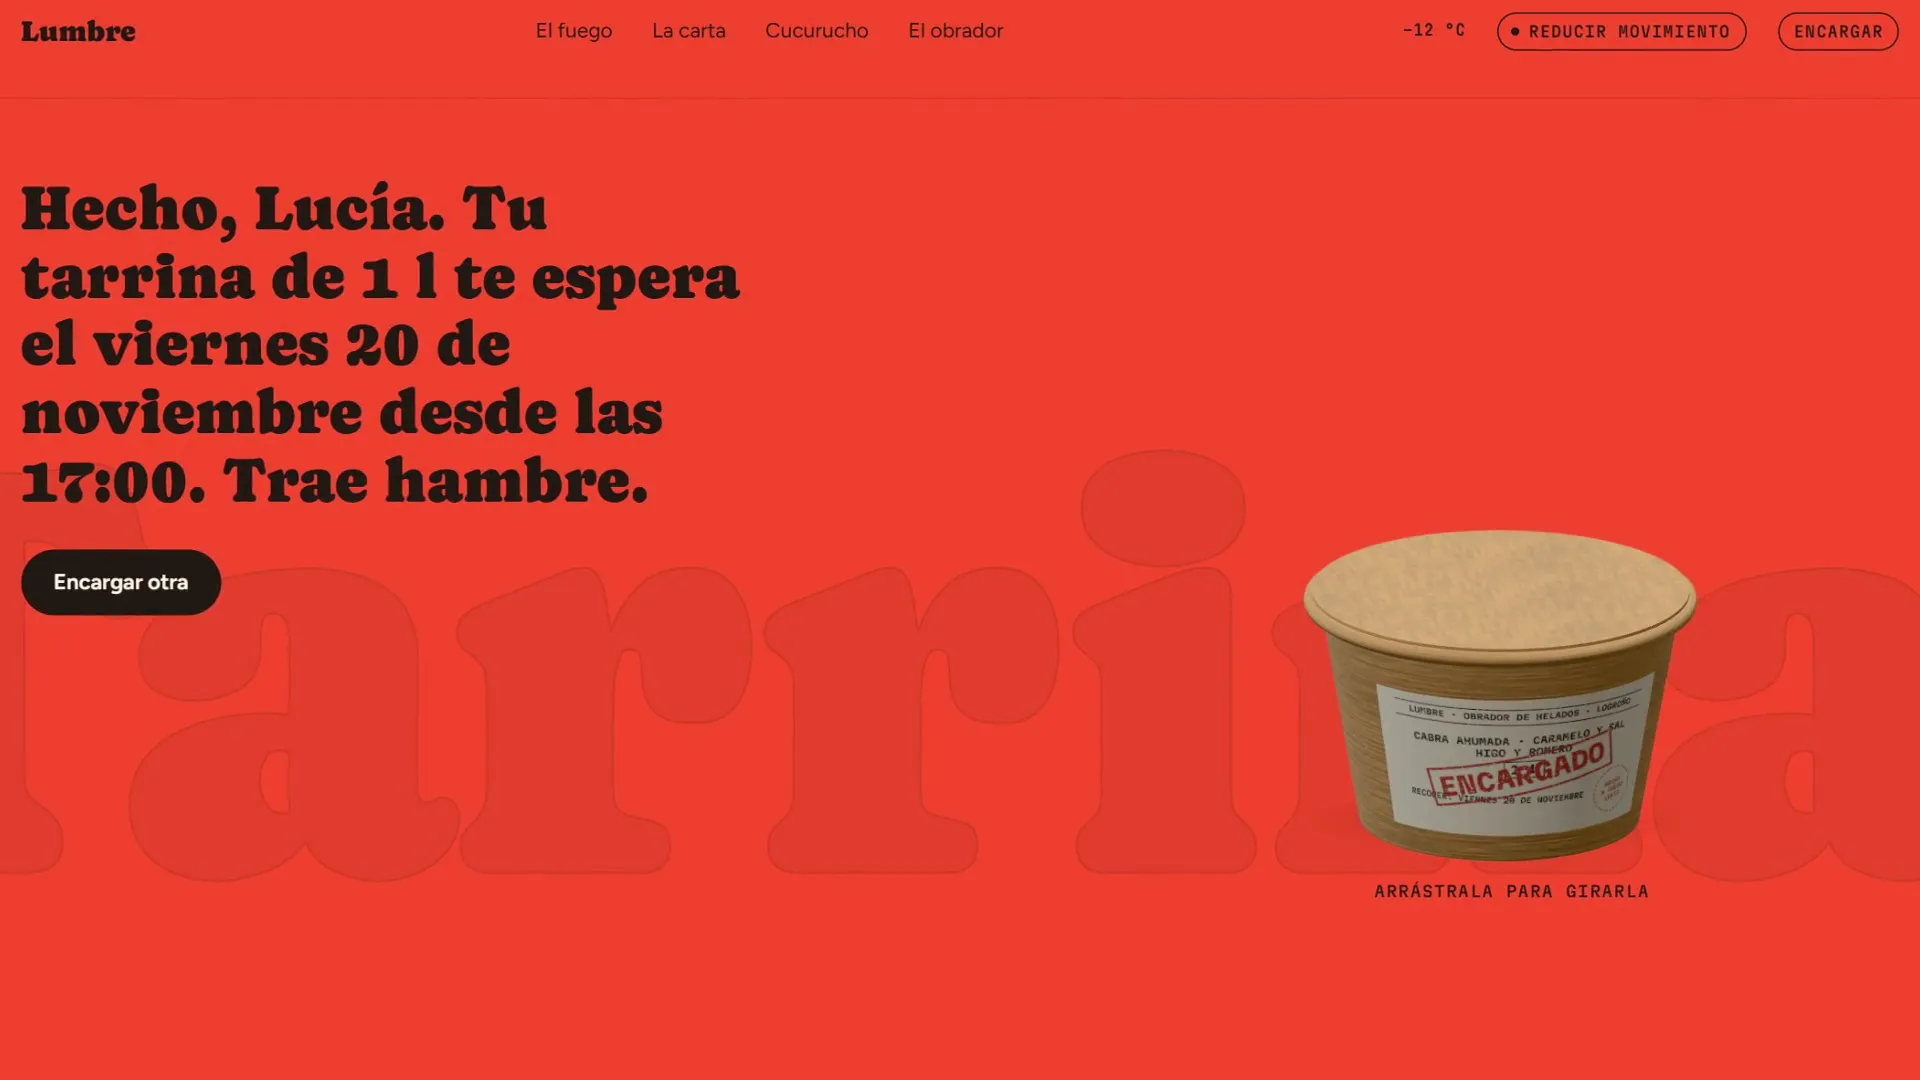 Lumbre
El fuego
La carta
Cucurucho
El obrador
−12 °C
REDUCIR MOVIMIENTO
ENCARGAR
Hecho, Lucía. Tu
tarrina de 1 l te espera
el viernes 20 de
noviembre desde las
17:00. Trae hambre.
Encargar otra
Tarrina
LUMBRE · OBRADOR DE HELADOS · LOGROÑO
CABRA AHUMADA · CARAMELO Y SAL
HIGO Y ROMERO
ENCARGADO
RECOGER: VIERNES 20 DE NOVIEMBRE
ARRÁSTRALA PARA GIRARLA